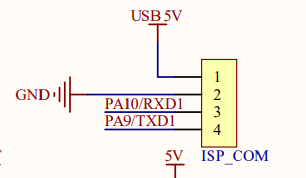 USB 5V
1
GND 2
PA10/RXD1 3
PA9/TXD1 4
5V ISP_COM